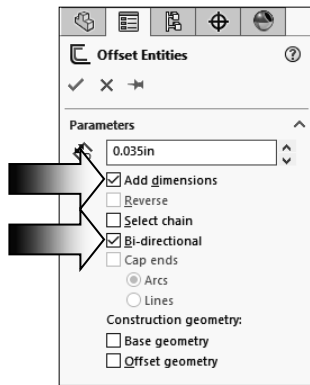 Offset Entities
Parameters
0.035in
Add dimensions
Reverse
Select chain
Bi-directional
Cap ends
Arcs
Lines
Construction geometry:
Base geometry
Offset geometry